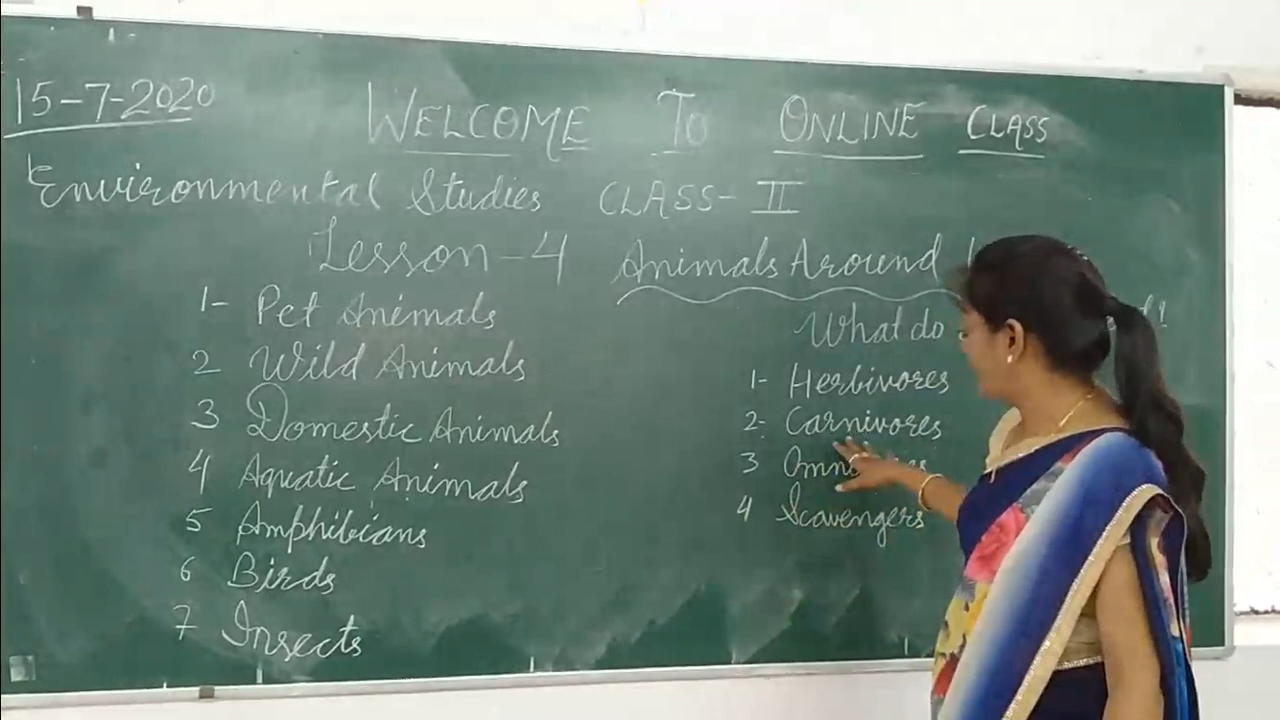 15-7-2020
WELCOME TO ONLINE CLASS
Environmental Studies CLASS-II
Lesson-4 Animals Around
1- Pet Animals
2 Wild Animals
3 Domestic Animals
4 Aquatic Animals
5 Amphibians
6 Birds
7 Insects
What do
1- Herbivores
2- Carnivores
3
4 Scavengers